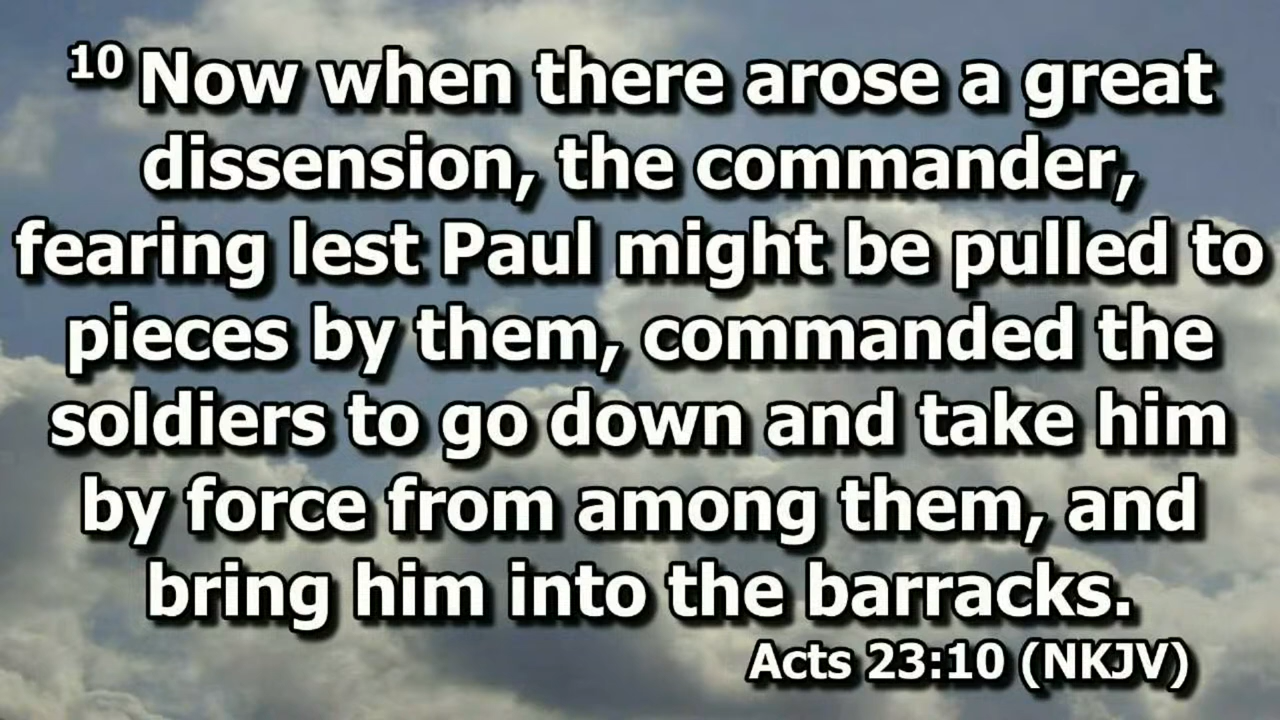 10 Now when there arose a great
dissension, the commander,
fearing lest Paul might be pulled to
pieces by them, commanded the
soldiers to go down and take him
by force from among them, and
bring him into the barracks.
Acts 23:10 (NKJV)